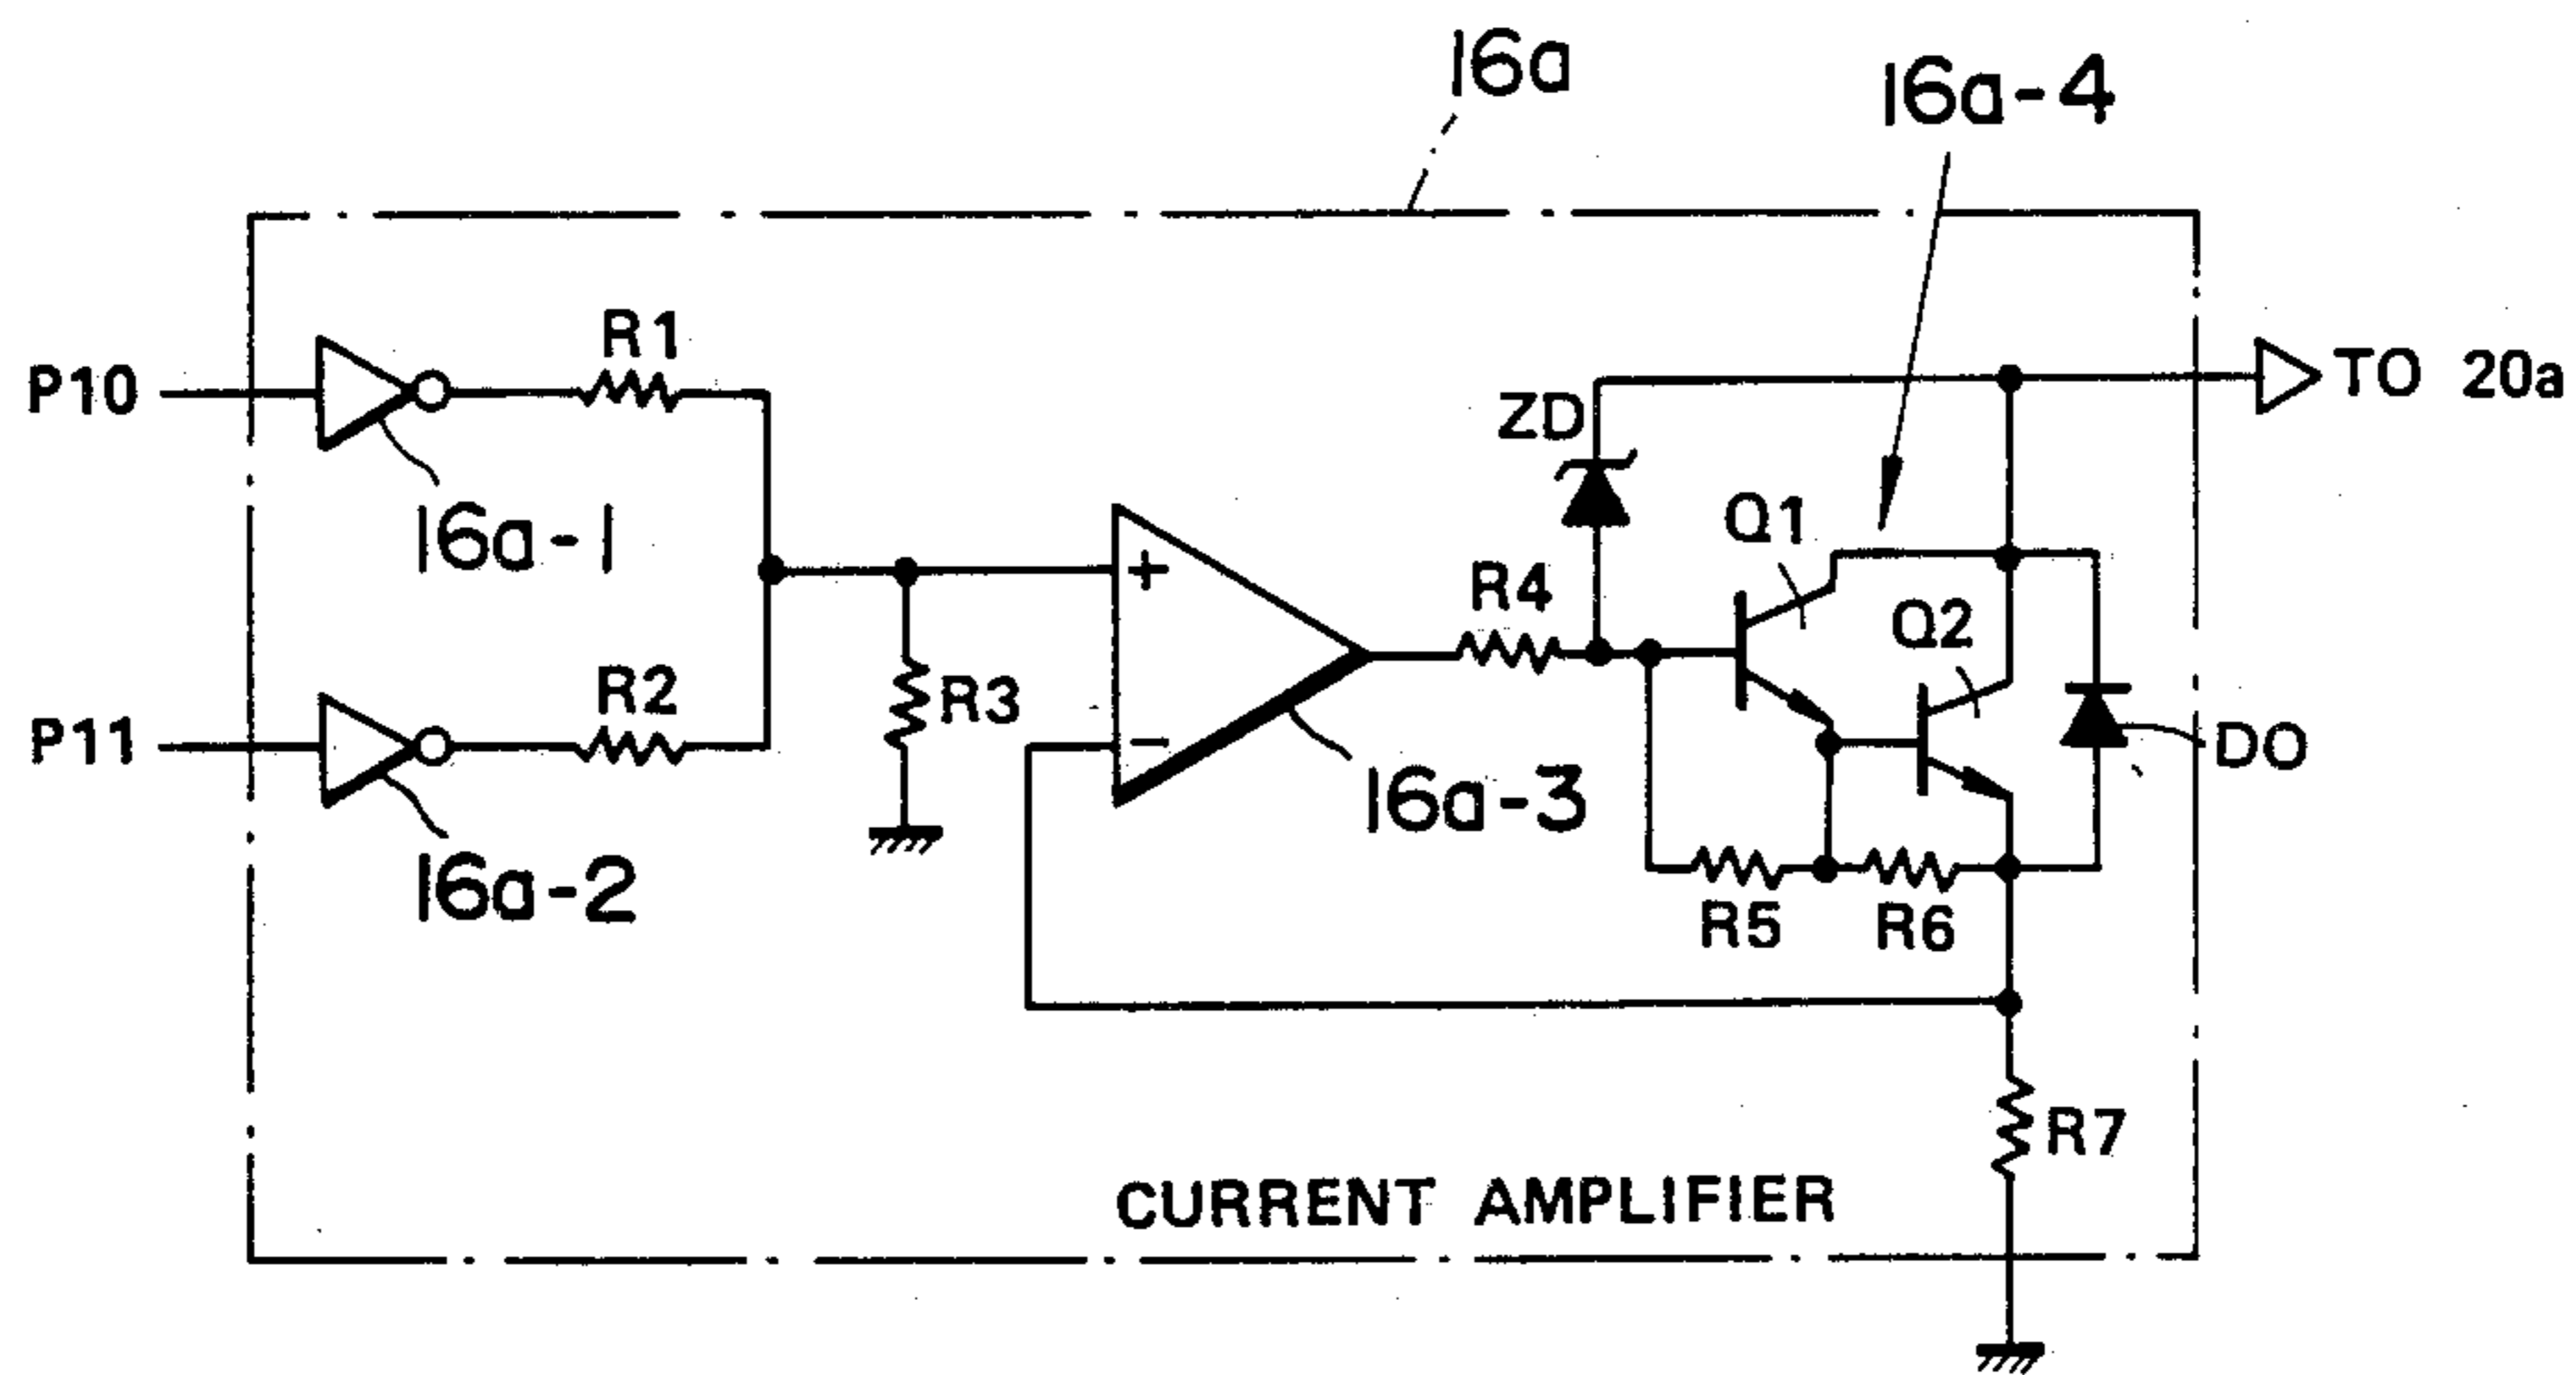 16a
16a-4
P10
R1
16a-1
P11
R2
16a-2
R3
+
-
16a-3
R4
ZD
Q1
Q2
R5
R6
DO
TO 20a
R7
CURRENT AMPLIFIER